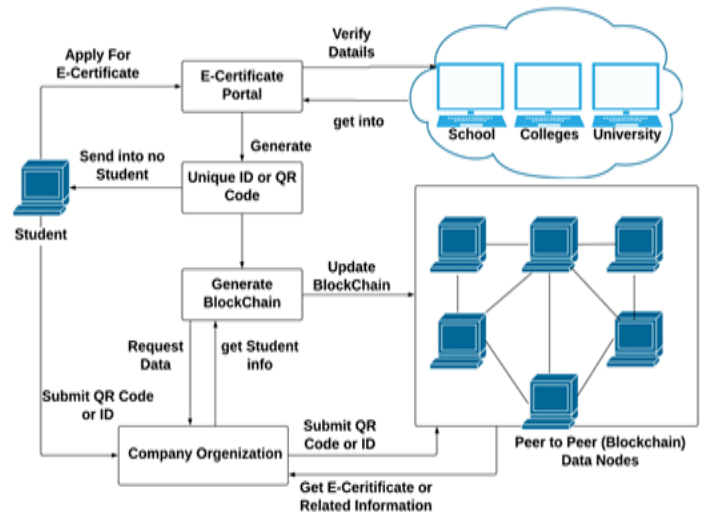 Apply For
E-Certificate
Verify
Datails
E-Certificate
Portal
get into
School
Colleges
University
Generate
Send into no
Student
Unique ID or QR
Code
Student
Generate
BlockChain
Update
BlockChain
Request
Data
get Student
info
Submit QR Code
or ID
Company Orgenization
Submit QR
Code or ID
Peer to Peer (Blockchain)
Data Nodes
Get E-Ceritificate or
Related Information